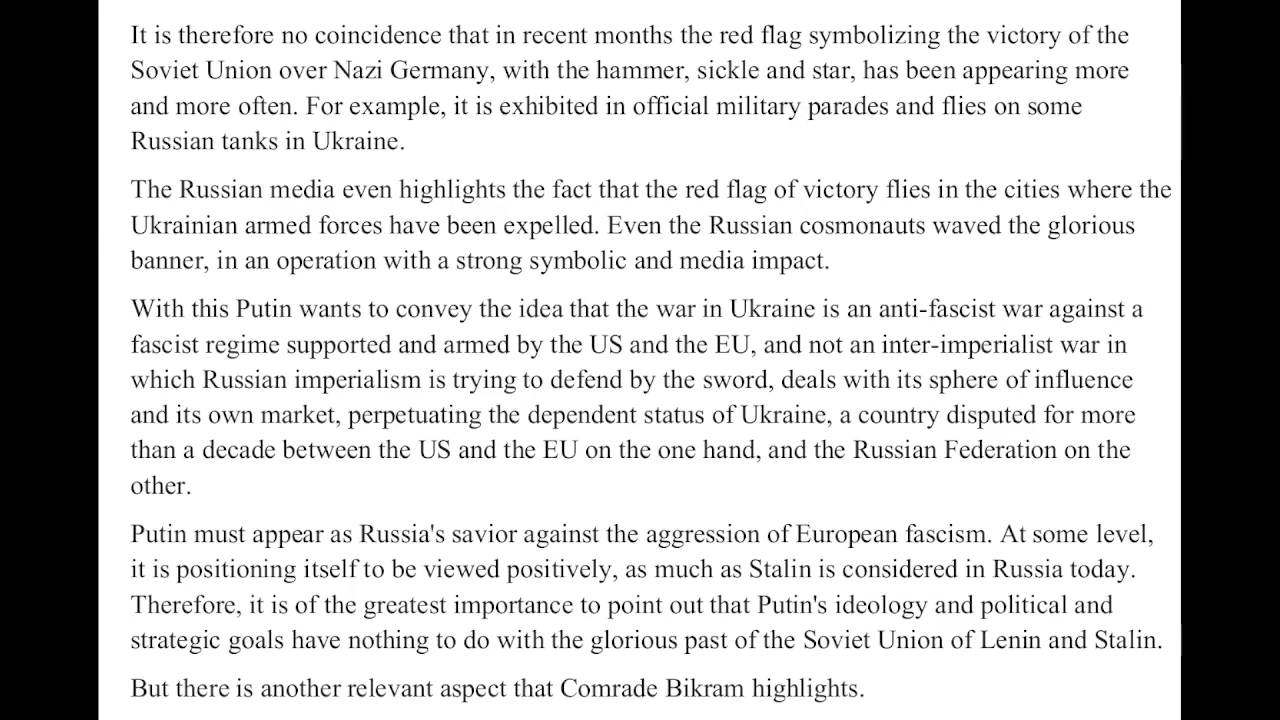 It is therefore no coincidence that in recent months the red flag symbolizing the victory of the
Soviet Union over Nazi Germany, with the hammer, sickle and star, has been appearing more
and more often. For example, it is exhibited in official military parades and flies on some
Russian tanks in Ukraine.
The Russian media even highlights the fact that the red flag of victory flies in the cities where the
Ukrainian armed forces have been expelled. Even the Russian cosmonauts waved the glorious
banner, in an operation with a strong symbolic and media impact.
With this Putin wants to convey the idea that the war in Ukraine is an anti-fascist war against a
fascist regime supported and armed by the US and the EU, and not an inter-imperialist war in
which Russian imperialism is trying to defend by the sword, deals with its sphere of influence
and its own market, perpetuating the dependent status of Ukraine, a country disputed for more
than a decade between the US and the EU on the one hand, and the Russian Federation on the
other.
Putin must appear as Russia's savior against the aggression of European fascism. At some level,
it is positioning itself to be viewed positively, as much as Stalin is considered in Russia today.
Therefore, it is of the greatest importance to point out that Putin's ideology and political and
strategic goals have nothing to do with the glorious past of the Soviet Union of Lenin and Stalin.
But there is another relevant aspect that Comrade Bikram highlights.